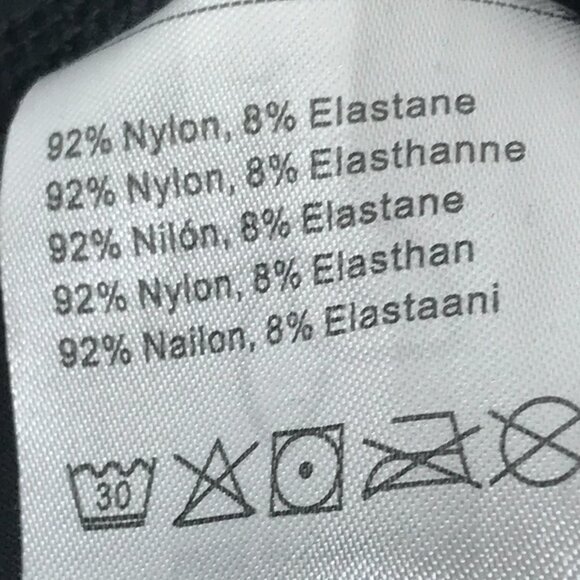 92% Nylon, 8% Elastane
92% Nylon, 8% Elasthanne
92% Nilón, 8% Elastane
92% Nylon, 8% Elasthan
92% Nailon, 8% Elastaani
30